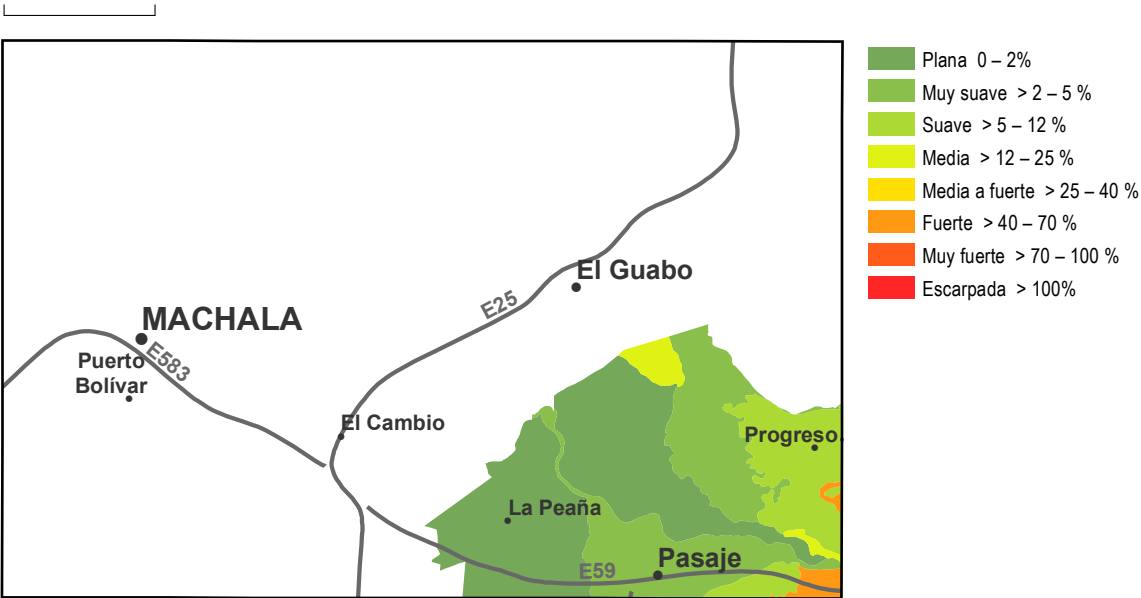 Plana 0 – 2%
Muy suave > 2 – 5 %
Suave > 5 – 12 %
Media > 12 – 25 %
Media a fuerte > 25 – 40 %
Fuerte > 40 – 70 %
Muy fuerte > 70 – 100 %
Escarpada > 100%
El Guabo
E25
MACHALA
E583
Puerto
Bolívar
El Cambio
Progreso
La Peaña
Pasaje
E59